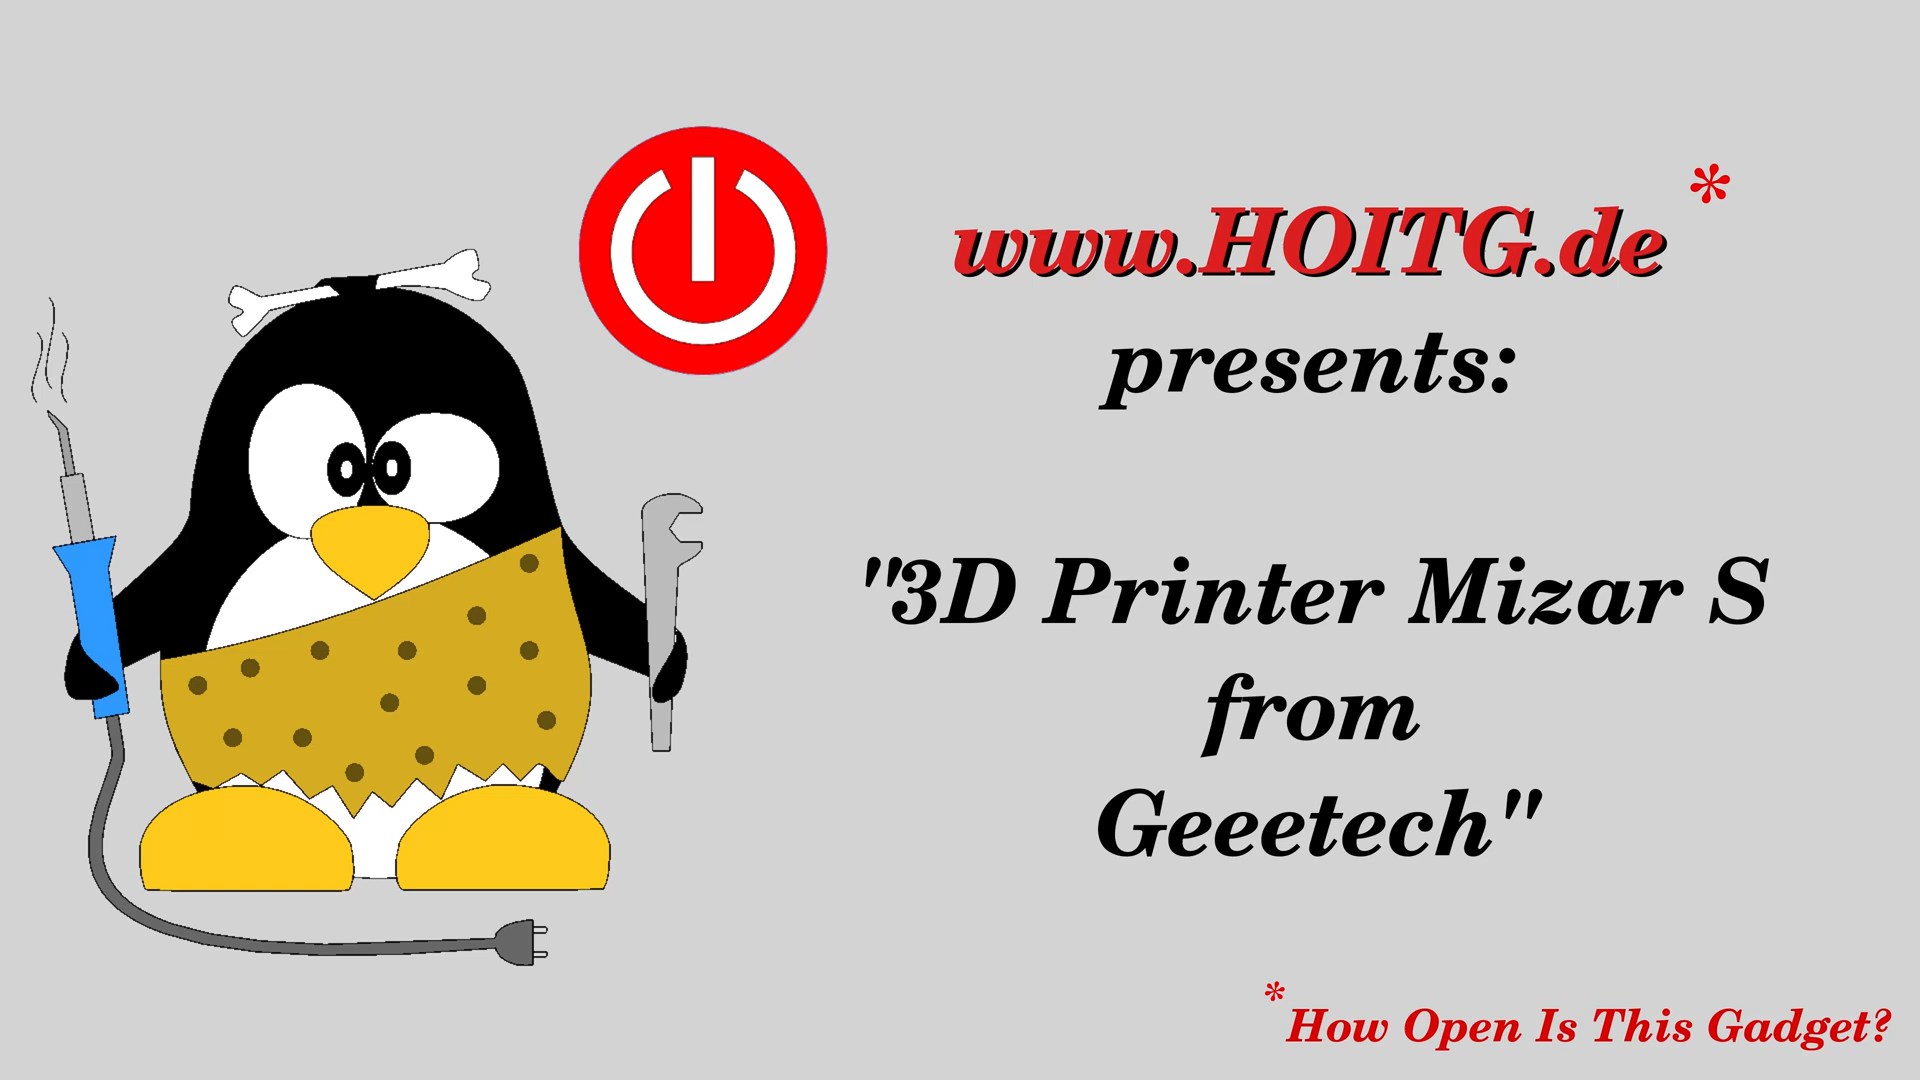 www.HOITG.de *
presents:
"3D Printer Mizar S
from
Geeetech"
*How Open Is This Gadget?